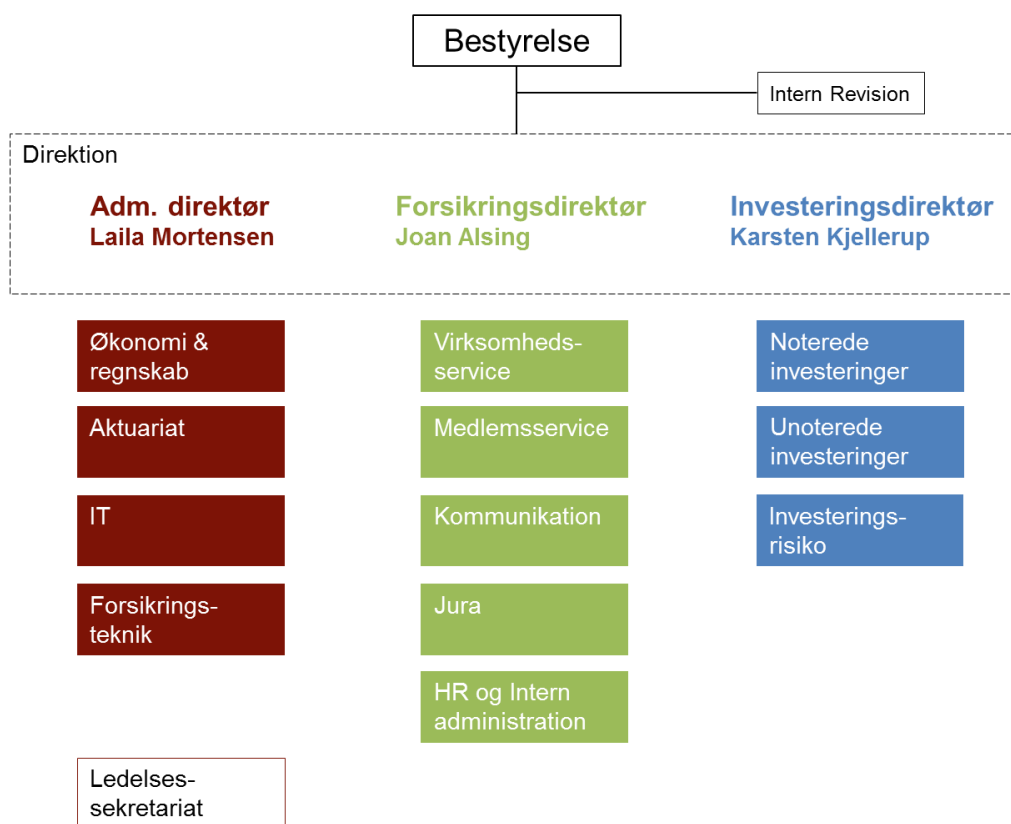 Bestyrelse
Intern Revision
Direktion
Adm. direktør
Laila Mortensen
Forsikringsdirektør
Joan Alsing
Investeringsdirektør
Karsten Kjellerup
Økonomi &
regnskab
Aktuariat
IT
Forsikrings-
teknik
Ledelses-
sekretariat
Virksomheds-
service
Medlemsservice
Kommunikation
Jura
HR og Intern
administration
Noterede
investeringer
Unoterede
investeringer
Investerings-
risiko